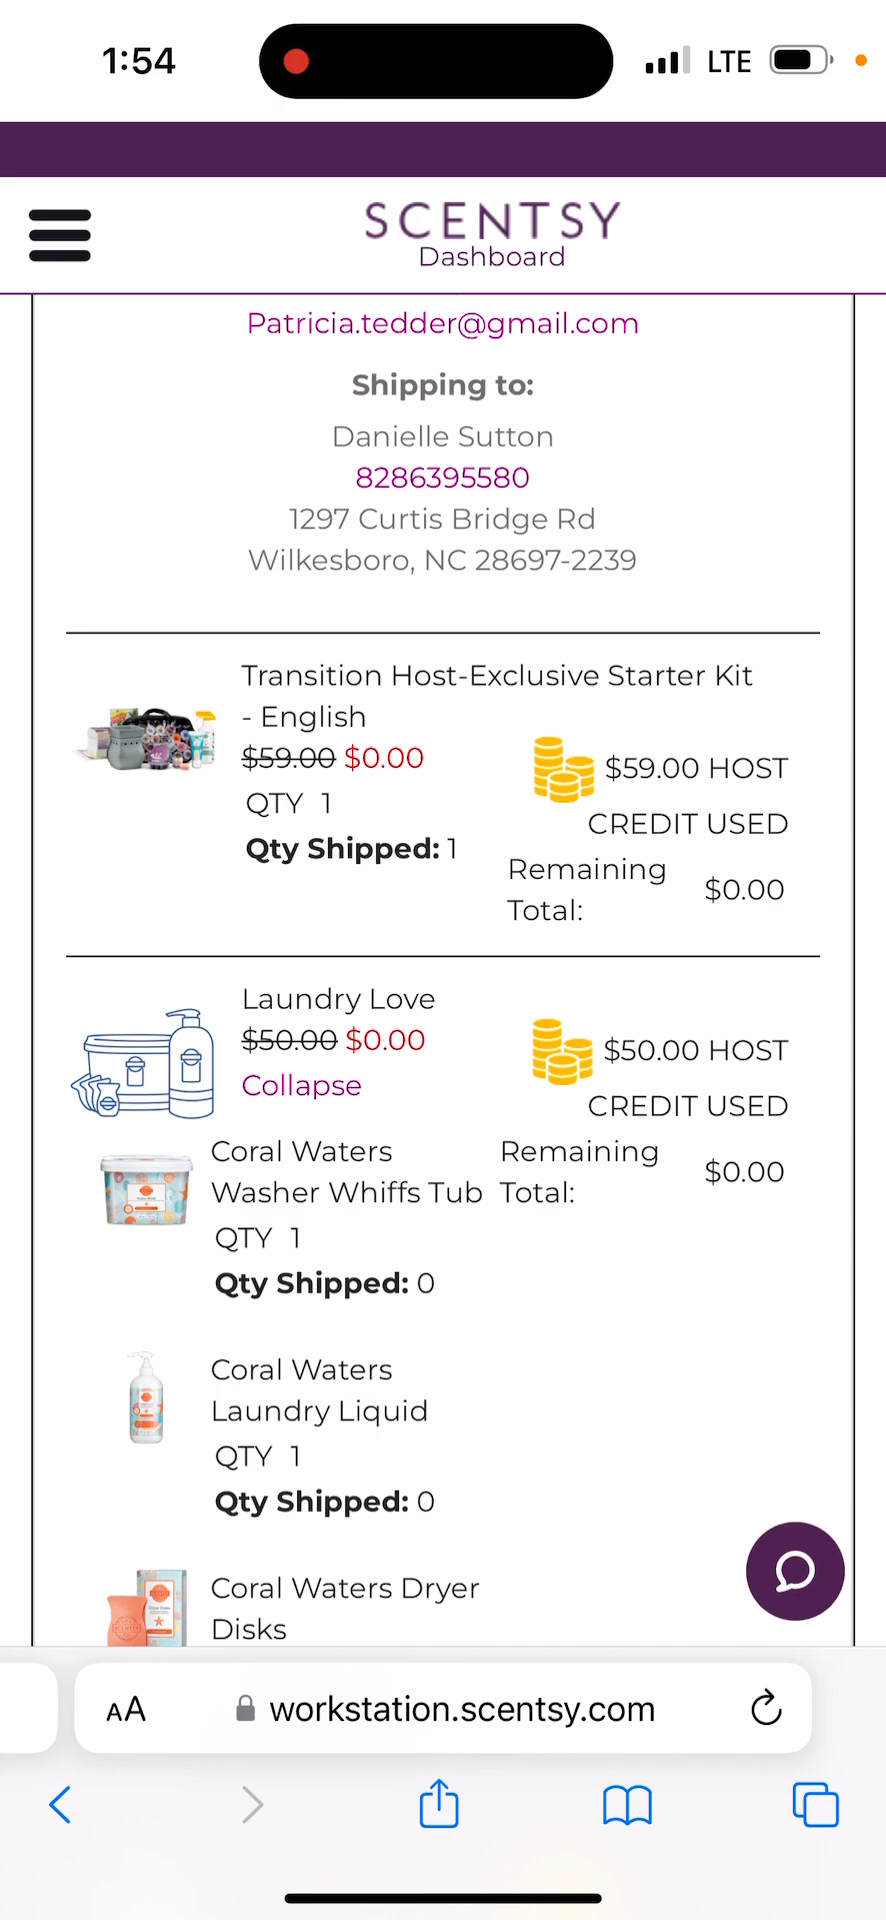 1:54
LTE
SCENTSY
Dashboard
Patricia.tedder@gmail.com
Shipping to:
Danielle Sutton
8286395580
1297 Curtis Bridge Rd
Wilkesboro, NC 28697-2239
Transition Host-Exclusive Starter Kit
- English
$59.00 $0.00
QTY 1
Qty Shipped: 1
$59.00 HOST
CREDIT USED
Remaining
Total:
$0.00
Laundry Love
$50.00 $0.00
Collapse
$50.00 HOST
CREDIT USED
Remaining
Total:
$0.00
Coral Waters
Washer Whiffs Tub
QTY 1
Qty Shipped: 0
Coral Waters
Laundry Liquid
QTY 1
Qty Shipped: 0
Coral Waters Dryer
Disks
AA
workstation.scentsy.com